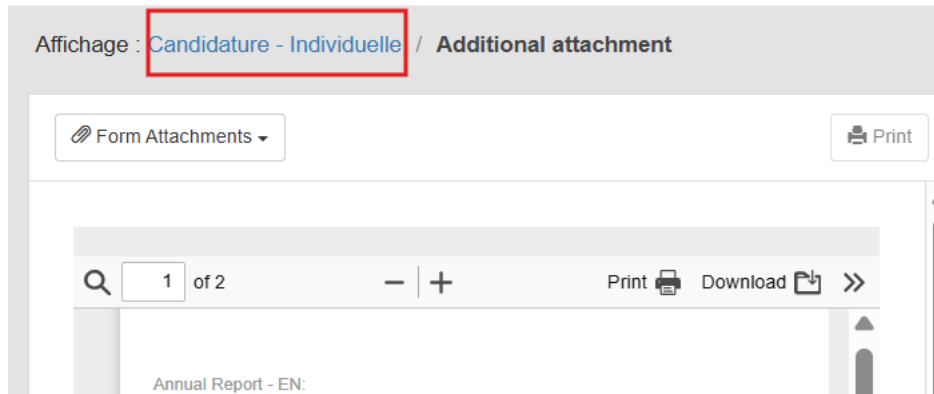 Affichage : Candidature - Individuelle / Additional attachment
Form Attachments
Print
1 of 2
Print Download
Annual Report - EN: